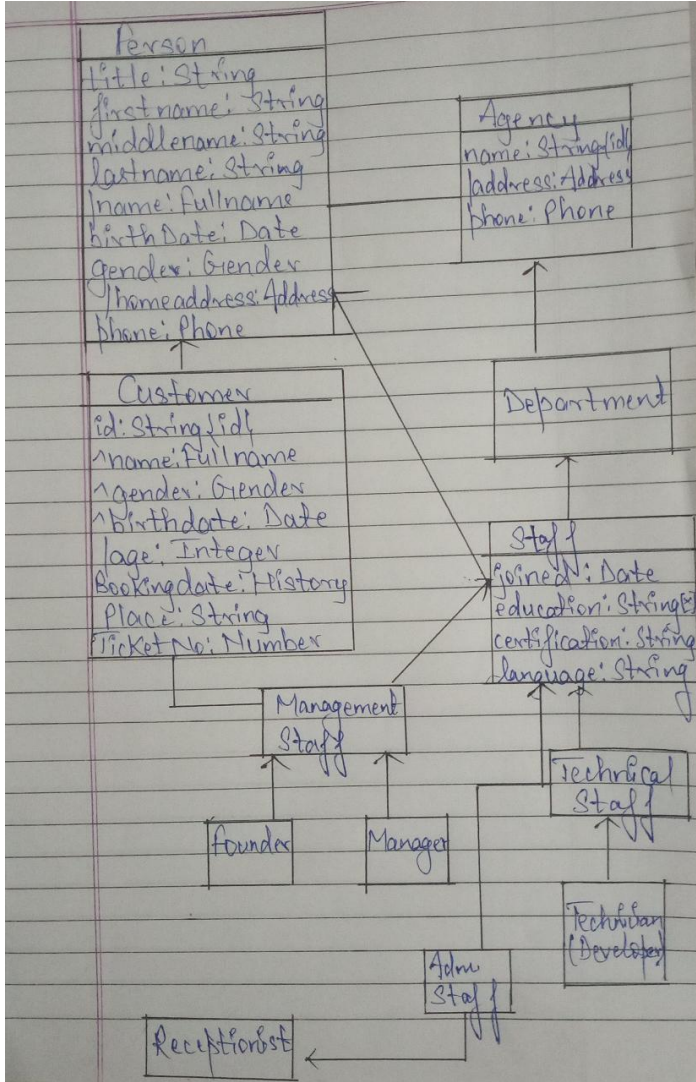 Person
title: String
firstname: String
middlename: String
lastname: String
/name: Fullname
birthDate: Date
gender: Gender
/homeaddress: Address
phone: Phone
Agency
name: String{id{
/address: Address
phone: Phone
Customer
id: String{id{
^name: Fullname
^gender: Gender
^birthdate: Date
/age: Integer
Bookingdate: History
Place: String
Ticket No: Number
Department
Staff
joined: Date
education: String[*]
certification: String
language: String
Management
Staff
founder
Manager
Technical
Staff
Technician
(Developer)
Adm
Staff
Receptionist